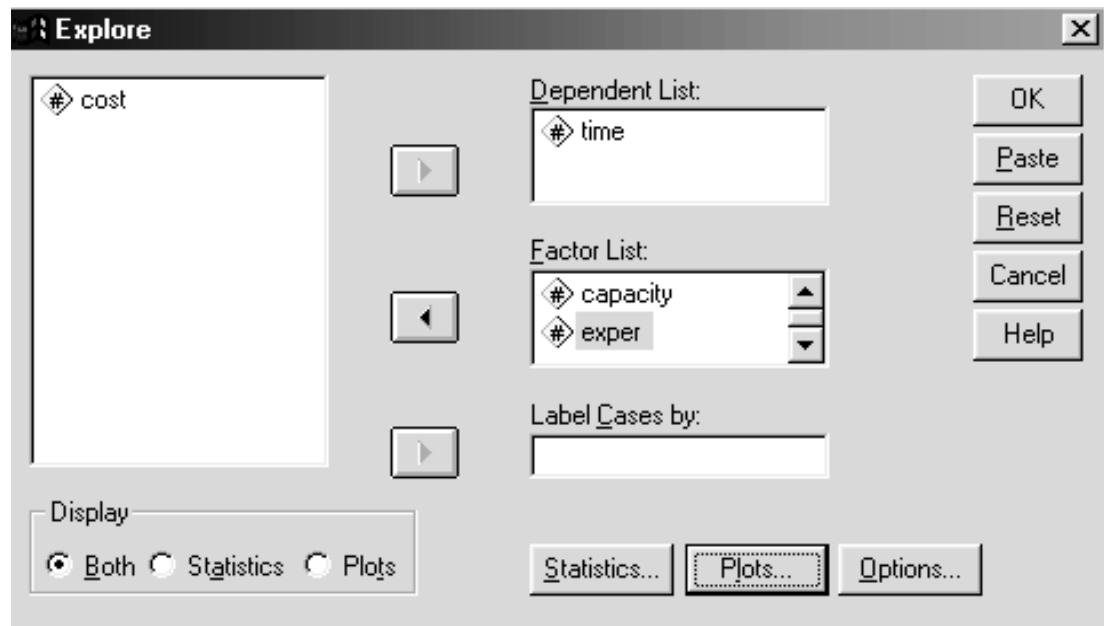 Explore
cost
Dependent List:
time
Factor List:
capacity
exper
Label Cases by:
OK
Paste
Reset
Cancel
Help
Display
Both Statistics Plots
Statistics... Plots... Options...